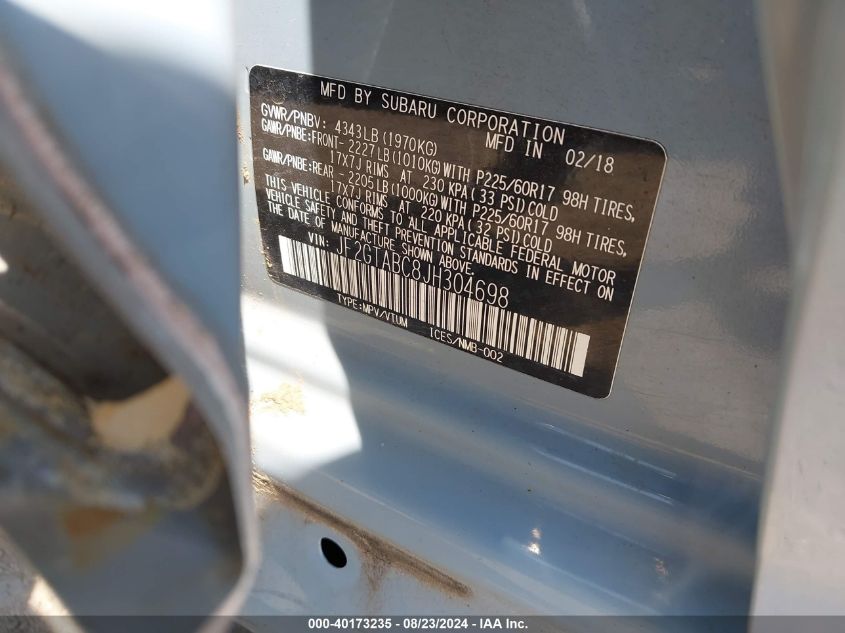 MFD BY SUBARU CORPORATION
GVWR/PNBV: 4343LB(1970KG) MFD IN 02/18
GAWR/PNBE:FRONT- 2227LB(1010KG)WITH P225/60R17 98H TIRES,
17X7J RIMS AT 230 KPA(33 PSI)COLD
GAWR/PNBE:REAR - 2205LB(1000KG)WITH P225/60R17 98H TIRES,
17X7J RIMS AT 220 KPA(32 PSI)COLD
THIS VEHICLE CONFORMS TO ALL APPLICABLE FEDERAL MOTOR
VEHICLE SAFETY AND THEFT PREVENTION STANDARDS IN EFFECT ON
THE DATE OF MANUFACTURE SHOWN ABOVE.
VIN: JF2GTABC8JH304698
TYPE:MPV/VTUM 1CES/NMB-002
000-40173235 - 08/23/2024 - IAA Inc.